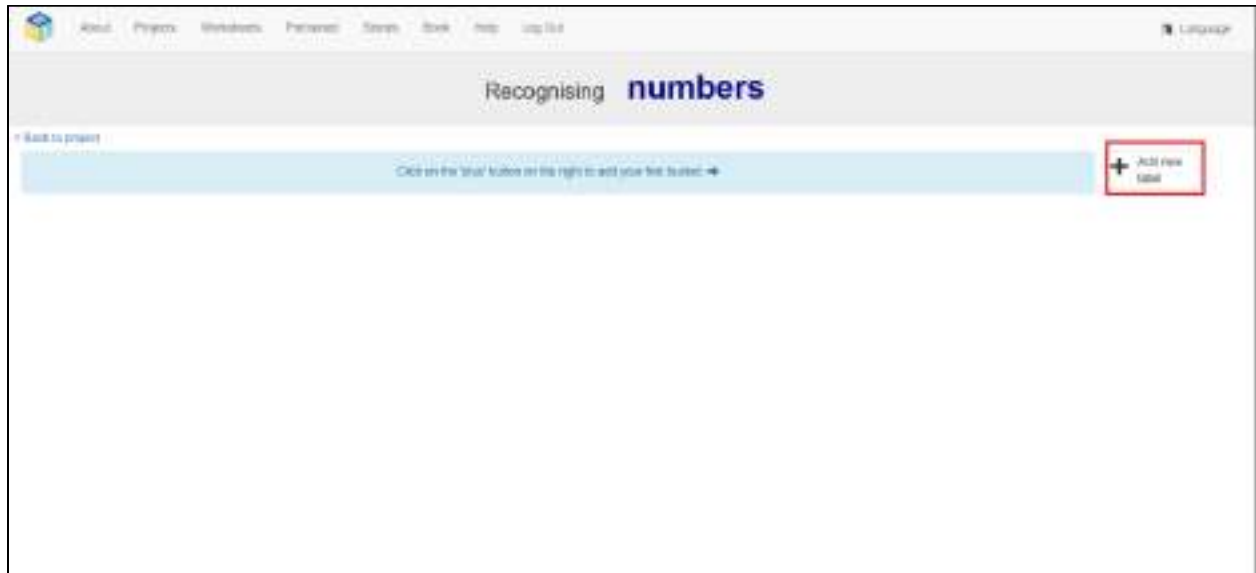 About Projects Worksheets Pretrained Stories Book Help Log Out
Language
Recognising numbers
< Back to project
Click on the 'plus' button on the right to add your first bucket. ➔
+ Add new
label